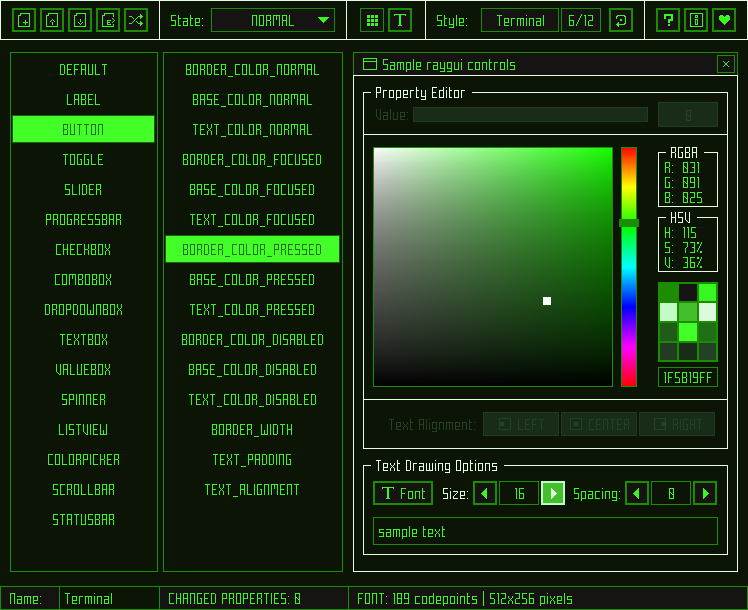 State: NORMAL Style: Terminal 6/12
DEFAULT
LABEL
BUTTON
TOGGLE
SLIDER
PROGRESSBAR
CHECKBOX
COMBOBOX
DROPDOWNBOX
TEXTBOX
VALUEBOX
SPINNER
LISTVIEW
COLORPICKER
SCROLLBAR
STATUSBAR
BORDER_COLOR_NORMAL
BASE_COLOR_NORMAL
TEXT_COLOR_NORMAL
BORDER_COLOR_FOCUSED
BASE_COLOR_FOCUSED
TEXT_COLOR_FOCUSED
BORDER_COLOR_PRESSED
BASE_COLOR_PRESSED
TEXT_COLOR_PRESSED
BORDER_COLOR_DISABLED
BASE_COLOR_DISABLED
TEXT_COLOR_DISABLED
BORDER_WIDTH
TEXT_PADDING
TEXT_ALIGNMENT
Sample raygui controls
Property Editor
Value: 0
RGBA
R: 031
G: 091
B: 025
HSV
H: 115
S: 73%
V: 36%
1F5B19FF
Text Alignment: LEFT CENTER RIGHT
Text Drawing Options
Font Size: 16 Spacing: 0
sample text
Name: Terminal CHANGED PROPERTIES: 0 FONT: 189 codepoints | 512x256 pixels